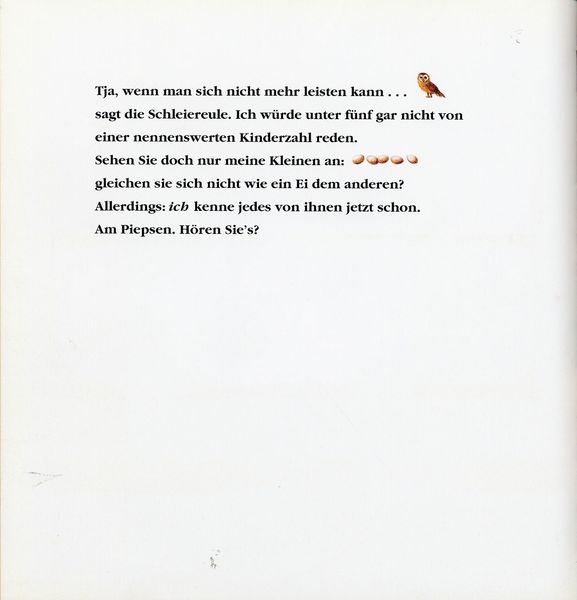 Tja, wenn man sich nicht mehr leisten kann . . .
sagt die Schleiereule. Ich würde unter fünf gar nicht von
einer nennenswerten Kinderzahl reden.
Sehen Sie doch nur meine Kleinen an:
gleichen sie sich nicht wie ein Ei dem anderen?
Allerdings: ich kenne jedes von ihnen jetzt schon.
Am Piepsen. Hören Sie's?